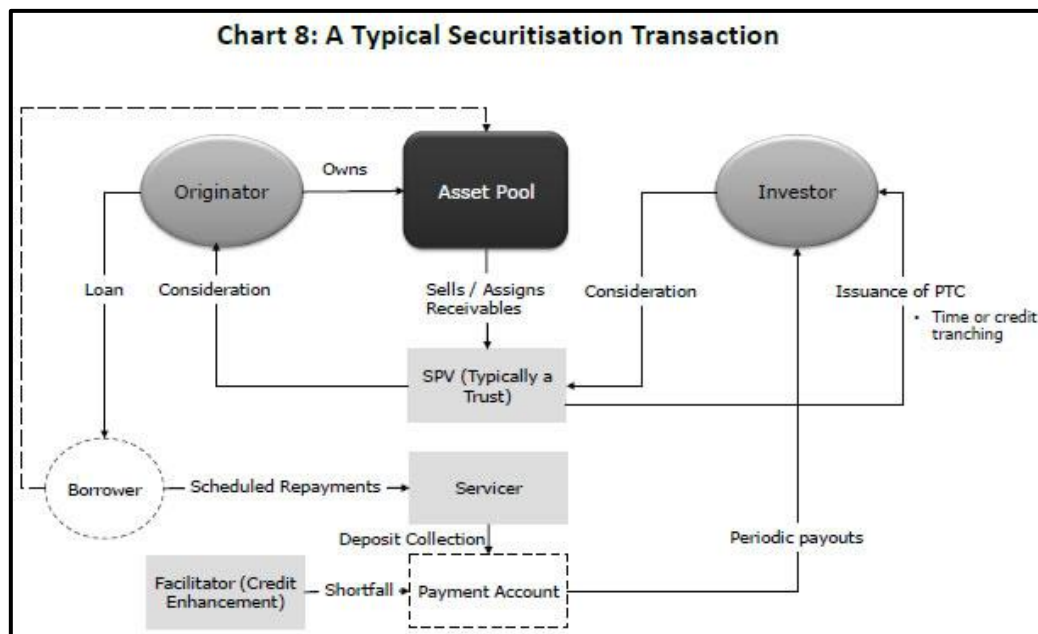 Chart 8: A Typical Securitisation Transaction
Originator
Owns
Asset Pool
Investor
Loan
Consideration
Sells / Assigns
Receivables
Consideration
Issuance of PTC
• Time or credit
tranching
SPV (Typically a
Trust)
Borrower
Scheduled Repayments
Servicer
Deposit Collection
Periodic payouts
Facilitator (Credit
Enhancement)
Shortfall
Payment Account